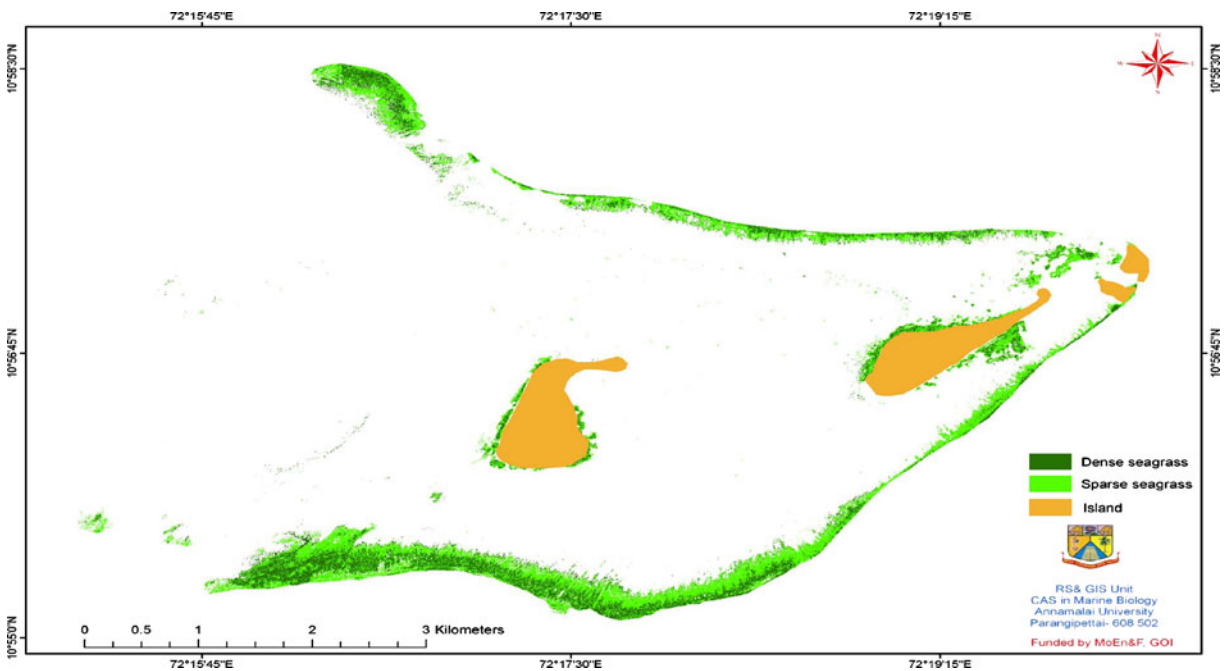 72°15'45"E 72°17'30"E 72°19'15"E
10°58'30"N 10°58'30"N
N
W E
S
10°56'45"N 10°56'45"N
Dense seagrass
Sparse seagrass
Island
RS& GIS Unit
CAS in Marine Biology
Annamalai University
Parangipettai- 608 502
Funded by MoEn&F, GOI
10°55'0"N 10°55'0"N
0 0.5 1 2 3 Kilometers
72°15'45"E 72°17'30"E 72°19'15"E